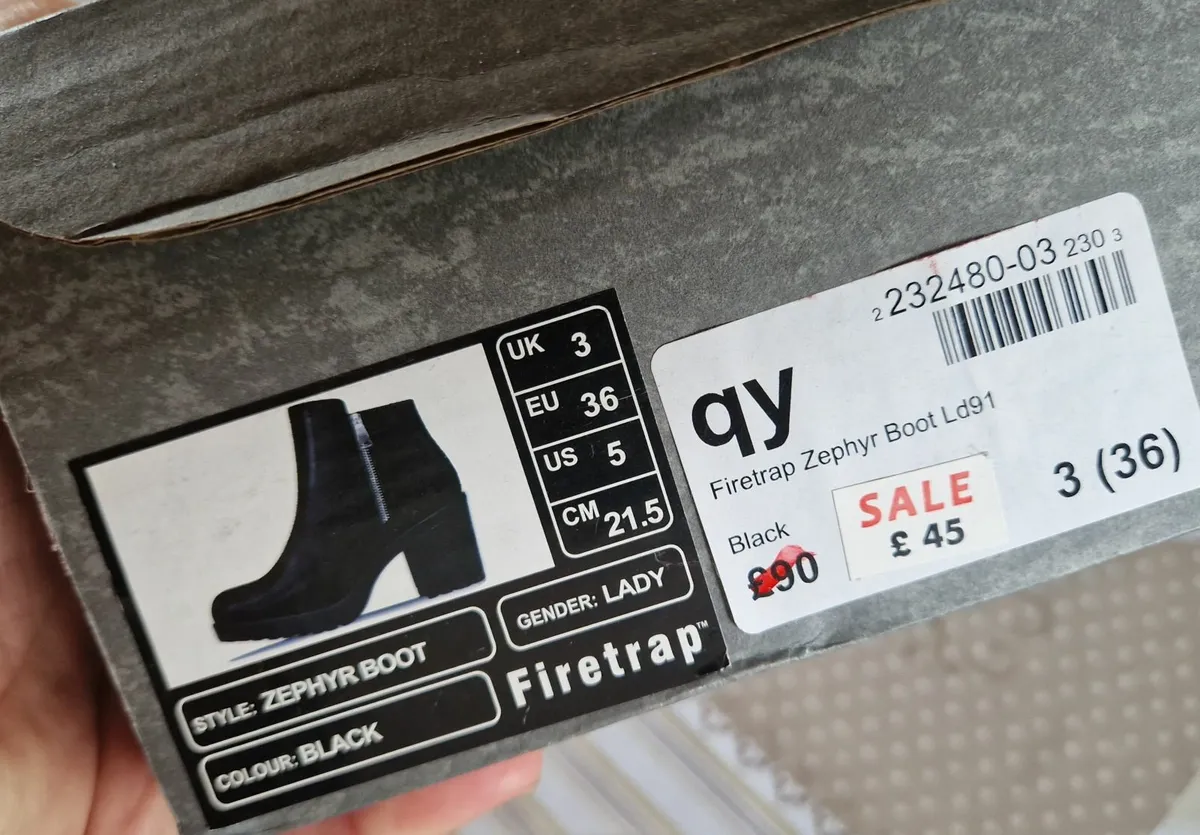 UK 3
EU 36
US 5
CM 21.5
GENDER: LADY
STYLE: ZEPHYR BOOT
COLOUR: BLACK
Firetrap™
2 232480-03 230 3
qy
Firetrap Zephyr Boot Ld91
3 (36)
Black
£90
SALE
£ 45